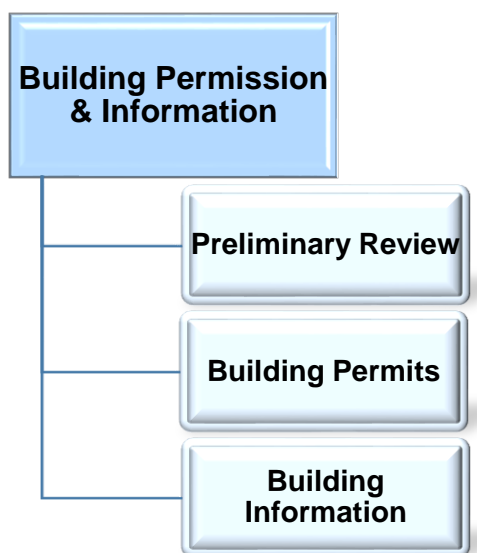 Building Permission
& Information
Preliminary Review
Building Permits
Building
Information